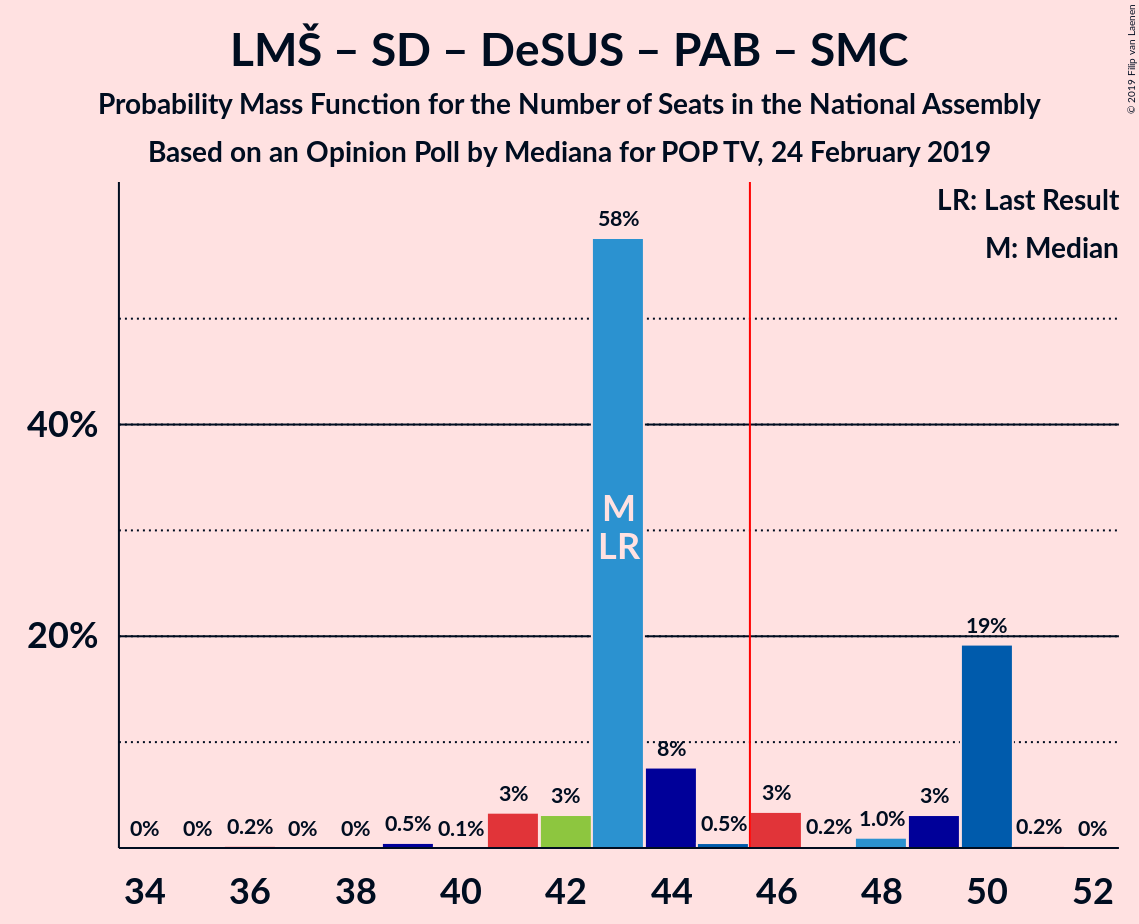 LMŠ – SD – DeSUS – PAB – SMC
Probability Mass Function for the Number of Seats in the National Assembly
Based on an Opinion Poll by Mediana for POP TV, 24 February 2019
© 2019 Filip van Laenen
LR: Last Result
M: Median
40%
20%
0%
0%
0.2%
0%
0%
0.5%
0.1%
3%
3%
58%
8%
0.5%
3%
0.2%
1.0%
3%
19%
0.2%
0%
M
LR
34 36 38 40 42 44 46 48 50 52